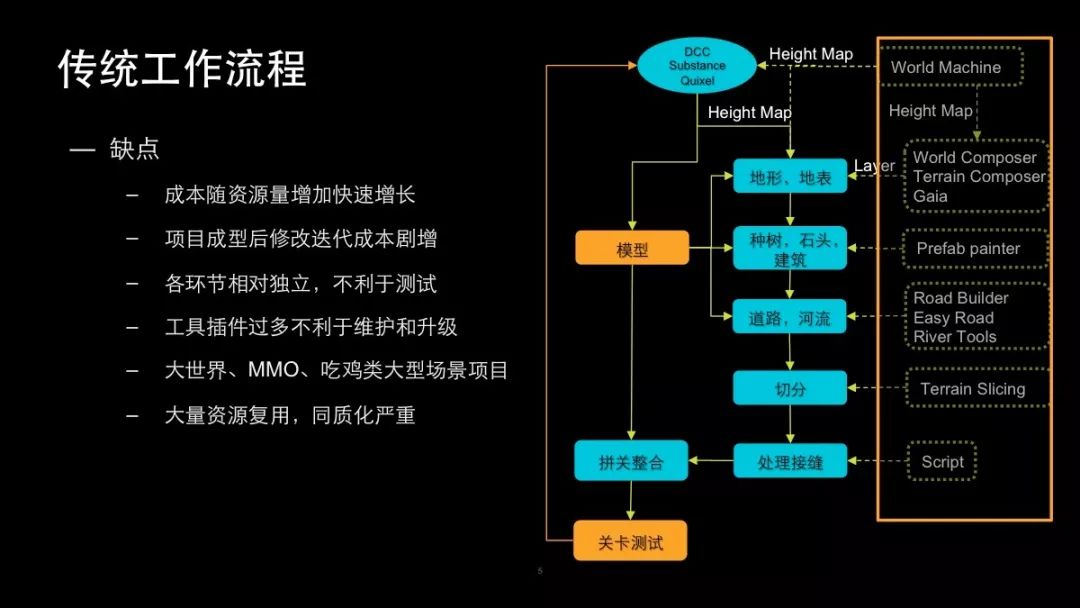 传统工作流程
— 缺点
– 成本随资源量增加快速增长
– 项目成型后修改迭代成本剧增
– 各环节相对独立，不利于测试
– 工具插件过多不利于维护和升级
– 大世界、MMO、吃鸡类大型场景项目
– 大量资源复用，同质化严重
DCC
Substance
Quixel
Height Map
World Machine
Height Map
Height Map
地形、地表
Layer
World Composer
Terrain Composer
Gaia
模型
种树，石头，
建筑
Prefab painter
道路，河流
Road Builder
Easy Road
River Tools
切分
Terrain Slicing
拼关整合
处理接缝
Script
关卡测试
5